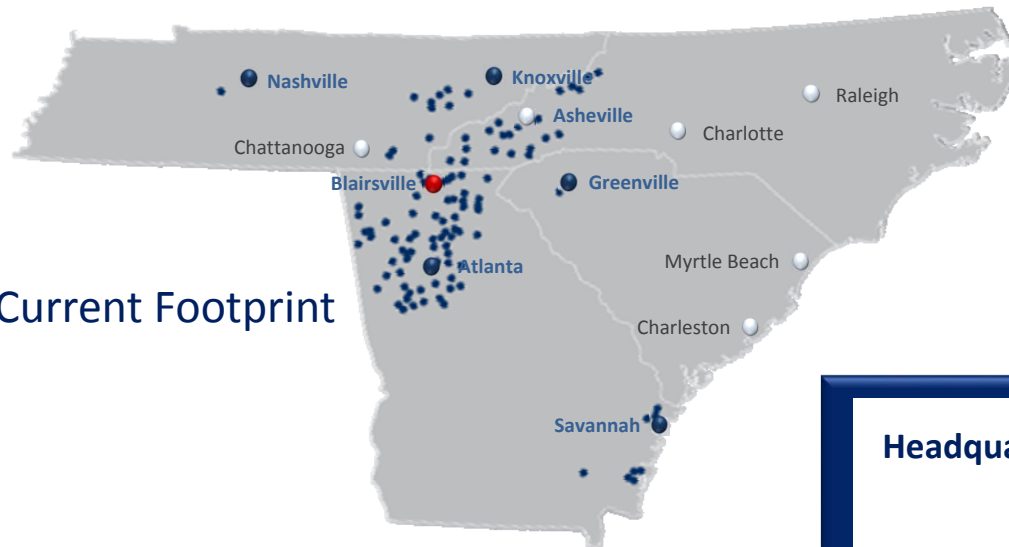 Nashville
Knoxville
Raleigh
Asheville
Charlotte
Chattanooga
Blairsville
Greenville
Atlanta
Myrtle Beach
Current Footprint
Charleston
Savannah
Headqua